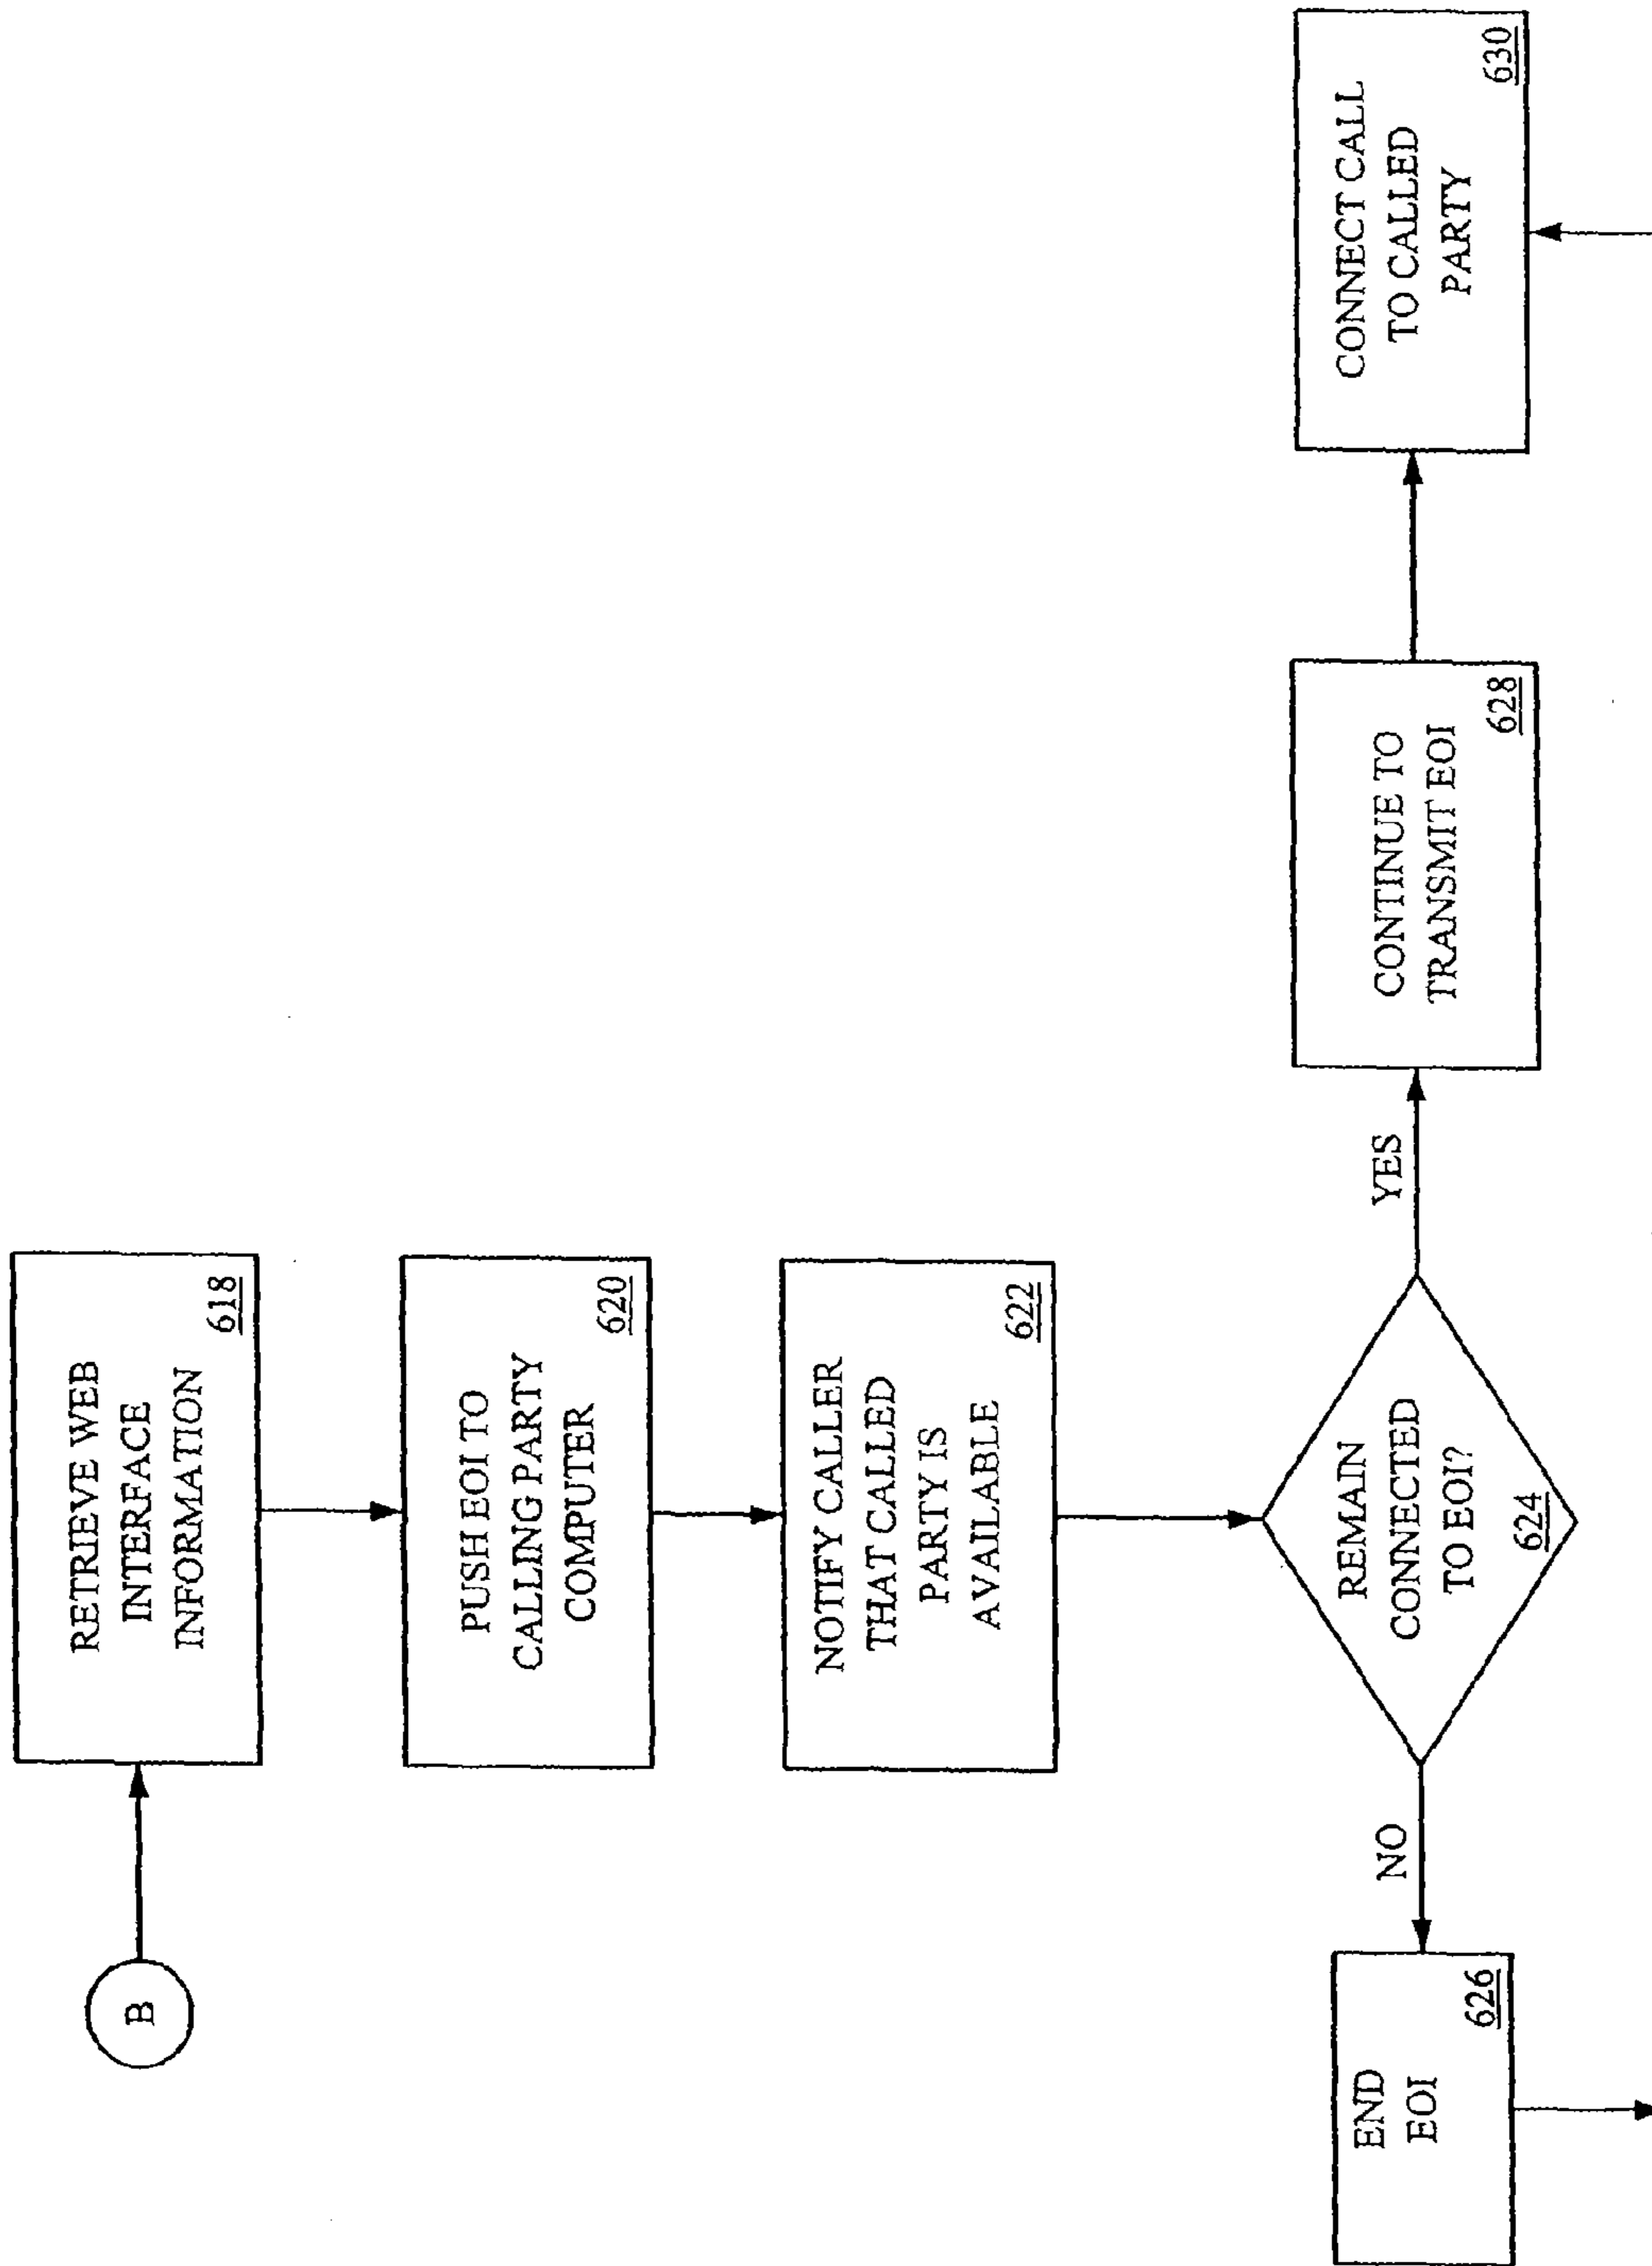 B
RETRIEVE WEB
INTERFACE
INFORMATION
618
PUSH EOI TO
CALLING PARTY
COMPUTER
620
NOTIFY CALLER
THAT CALLED
PARTY IS
AVAILABLE
622
REMAIN
CONNECTED
TO EOI?
624
NO
YES
END
EOI
626
CONTINUE TO
TRANSMIT EOI
628
CONNECT CALL
TO CALLED
PARTY
630